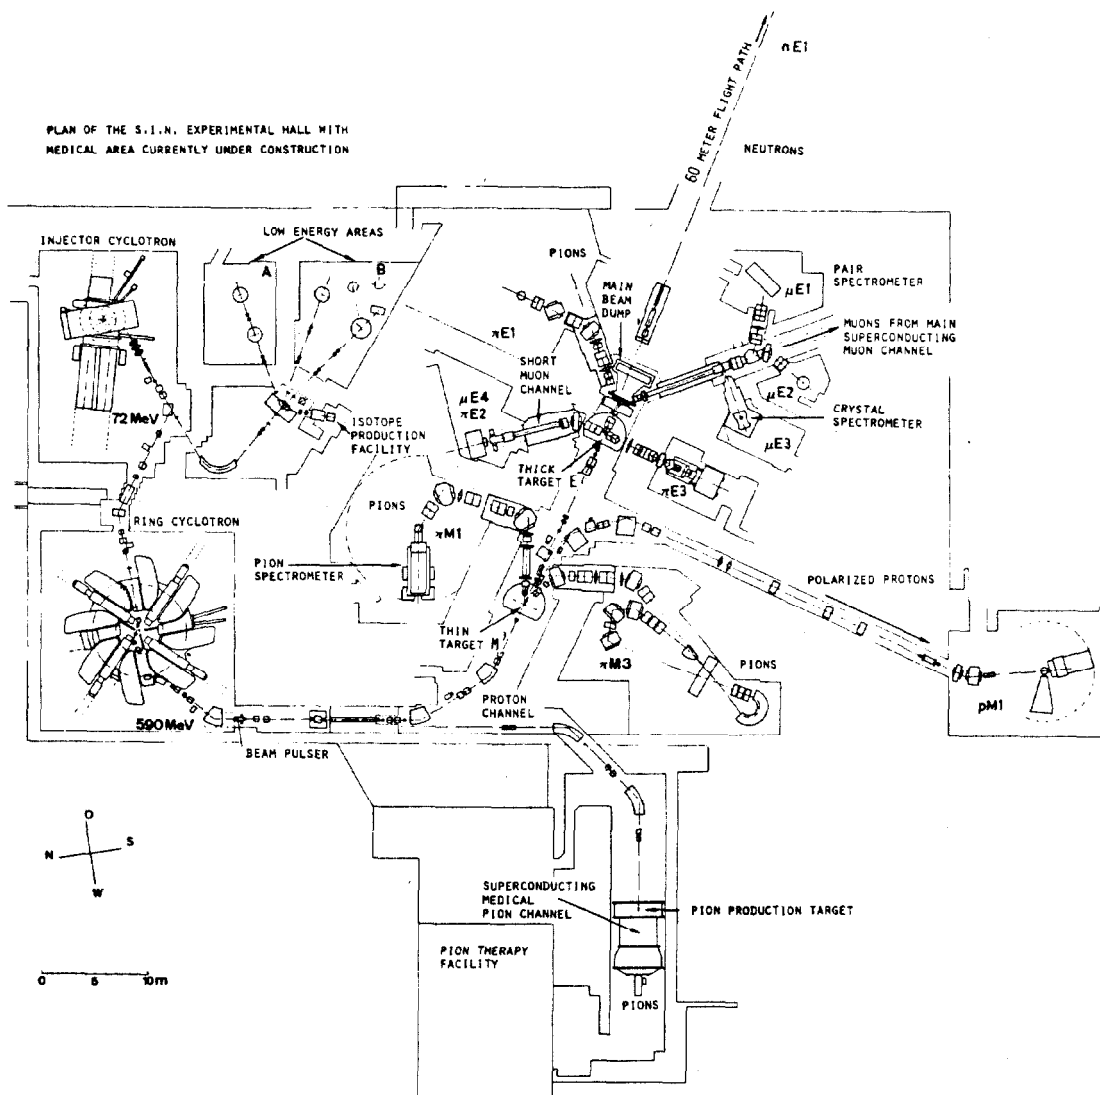 nE1
60 METER FLIGHT PATH
PLAN OF THE S.I.N. EXPERIMENTAL HALL WITH
MEDICAL AREA CURRENTLY UNDER CONSTRUCTION
NEUTRONS
LOW ENERGY AREAS
INJECTOR CYCLOTRON
A
B
PIONS
MAIN
BEAM
DUMP
μE1
PAIR
SPECTROMETER
πE1
SHORT
MUON
CHANNEL
MUONS FROM MAIN
SUPERCONDUCTING
MUON CHANNEL
μE4
πE2
μE2
72 MeV
ISOTOPE
PRODUCTION
FACILITY
CRYSTAL
SPECTROMETER
μE3
THICK
TARGET E
πE3
PIONS
RING CYCLOTRON
πM1
PION
SPECTROMETER
POLARIZED PROTONS
THIN
TARGET M
πM3
PIONS
PROTON
CHANNEL
pM1
590 MeV
BEAM PULSER
O
N
S
W
SUPERCONDUCTING
MEDICAL
PION CHANNEL
PION PRODUCTION TARGET
PION THERAPY
FACILITY
0 5 10m
PIONS